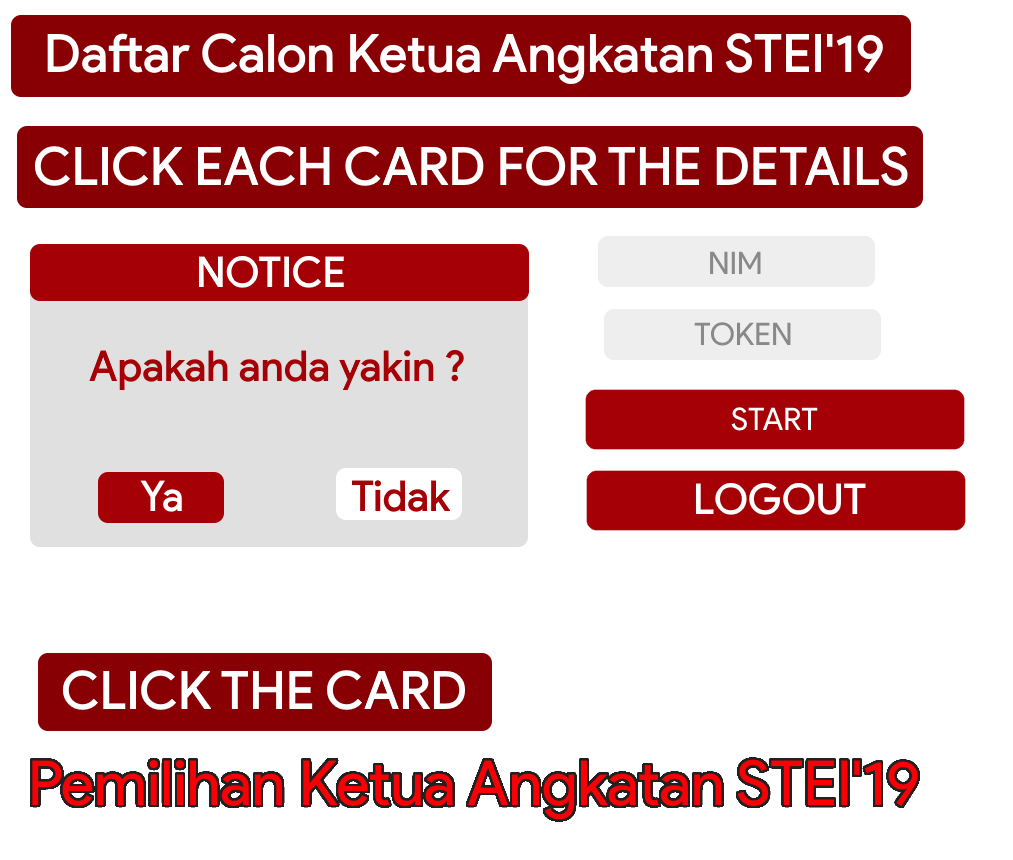 Daftar Calon Ketua Angkatan STEI'19
CLICK EACH CARD FOR THE DETAILS
NOTICE
Apakah anda yakin ?
Ya
Tidak
NIM
TOKEN
START
LOGOUT
CLICK THE CARD
Pemilihan Ketua Angkatan STEI'19